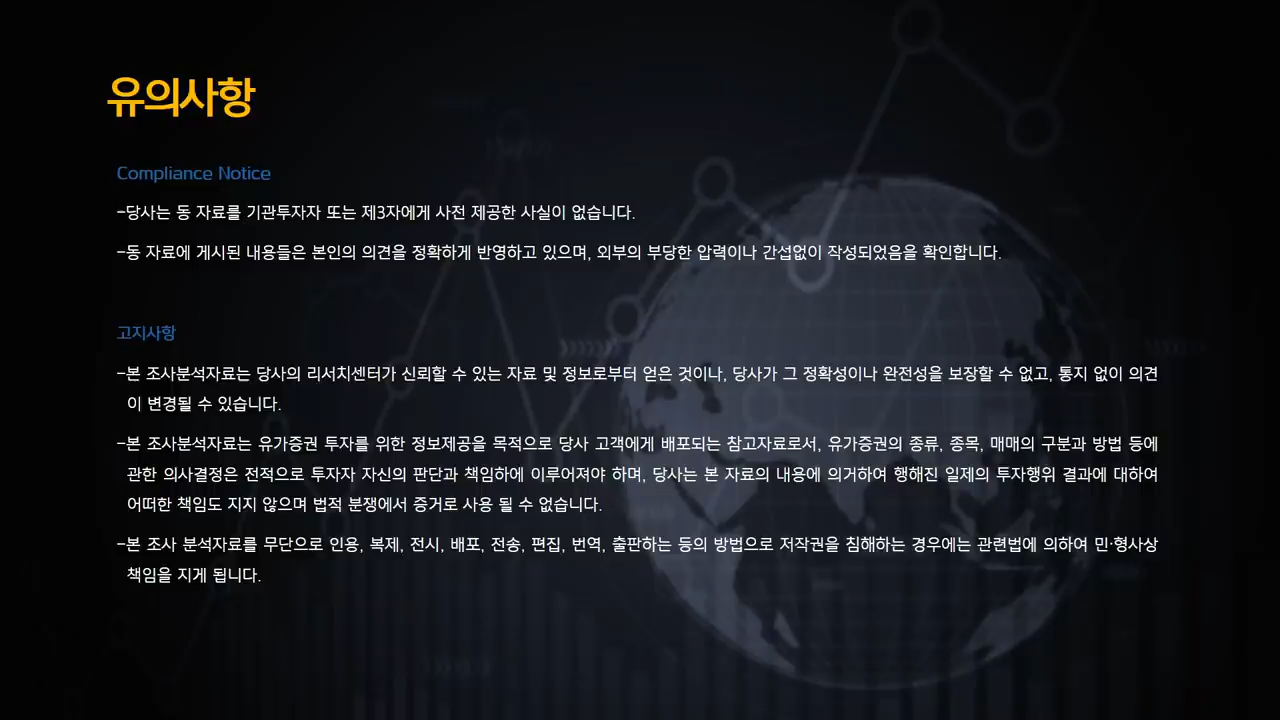 유의사항
Compliance Notice
-당사는 동 자료를 기관투자자 또는 제3자에게 사전 제공한 사실이 없습니다.
-동 자료에 게시된 내용들은 본인의 의견을 정확하게 반영하고 있으며, 외부의 부당한 압력이나 간섭없이 작성되었음을 확인합니다.
고지사항
-본 조사분석자료는 당사의 리서치센터가 신뢰할 수 있는 자료 및 정보로부터 얻은 것이나, 당사가 그 정확성이나 완전성을 보장할 수 없고, 통지 없이 의견
이 변경될 수 있습니다.
-본 조사분석자료는 유가증권 투자를 위한 정보제공을 목적으로 당사 고객에게 배포되는 참고자료로서, 유가증권의 종류, 종목, 매매의 구분과 방법 등에
관한 의사결정은 전적으로 투자자 자신의 판단과 책임하에 이루어져야 하며, 당사는 본 자료의 내용에 의거하여 행해진 일제의 투자행위 결과에 대하여
어떠한 책임도 지지 않으며 법적 분쟁에서 증거로 사용 될 수 없습니다.
-본 조사 분석자료를 무단으로 인용, 복제, 전시, 배포, 전송, 편집, 번역, 출판하는 등의 방법으로 저작권을 침해하는 경우에는 관련법에 의하여 민·형사상
책임을 지게 됩니다.